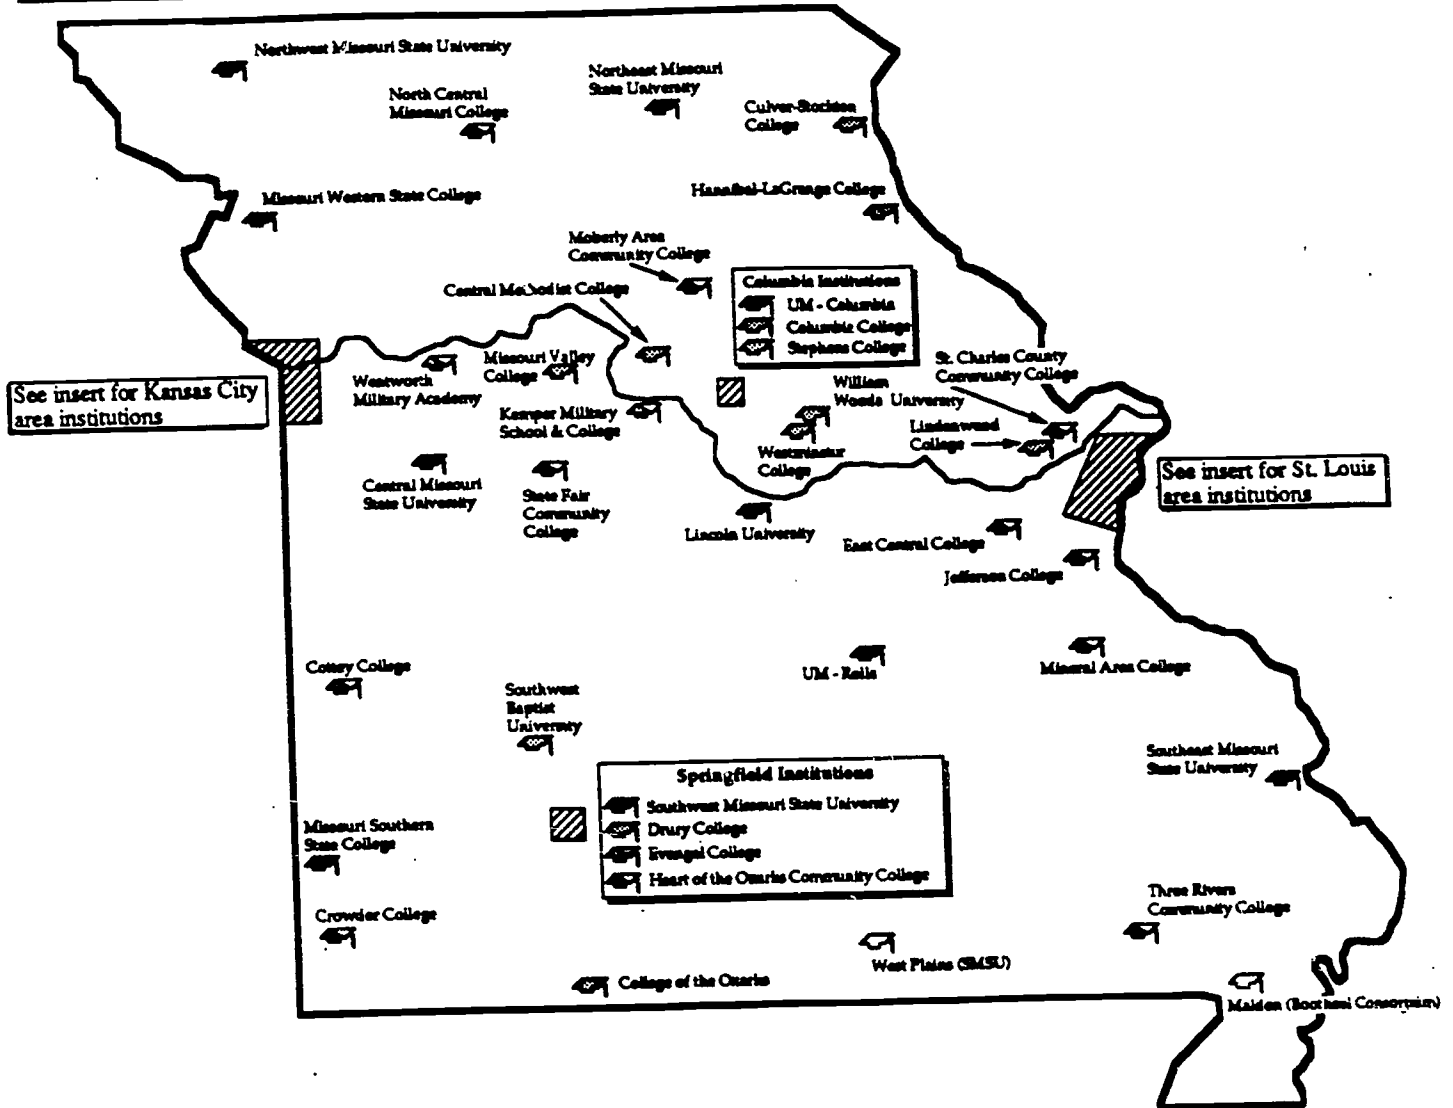 Northwest Missouri State University
Northeast Missouri
State University
North Central
Missouri College
Culver-Stockton
College
Missouri Western State College
Hannibal-LaGrange College
Moberly Area
Community College
Central Methodist College
Columbia Institutions
UM - Columbia
Columbia College
Stephens College
St. Charles County
Community College
See insert for Kansas City
area institutions
Wentworth
Military Academy
Missouri Valley
College
Kemper Military
School & College
William
Woods University
Lindenwood
College
Westminster
College
Central Missouri
State University
State Fair
Community
College
Lincoln University
See insert for St. Louis
area institutions
East Central College
Jefferson College
Cottey College
Southwest
Baptist
University
UM - Rolla
Mineral Area College
Southeast Missouri
State University
Springfield Institutions
Southwest Missouri State University
Drury College
Evangel College
Heart of the Ozarks Community College
Missouri Southern
State College
Crowder College
Three Rivers
Community College
West Plains (SMSU)
College of the Ozarks
Malden (Bootheel Consortium)